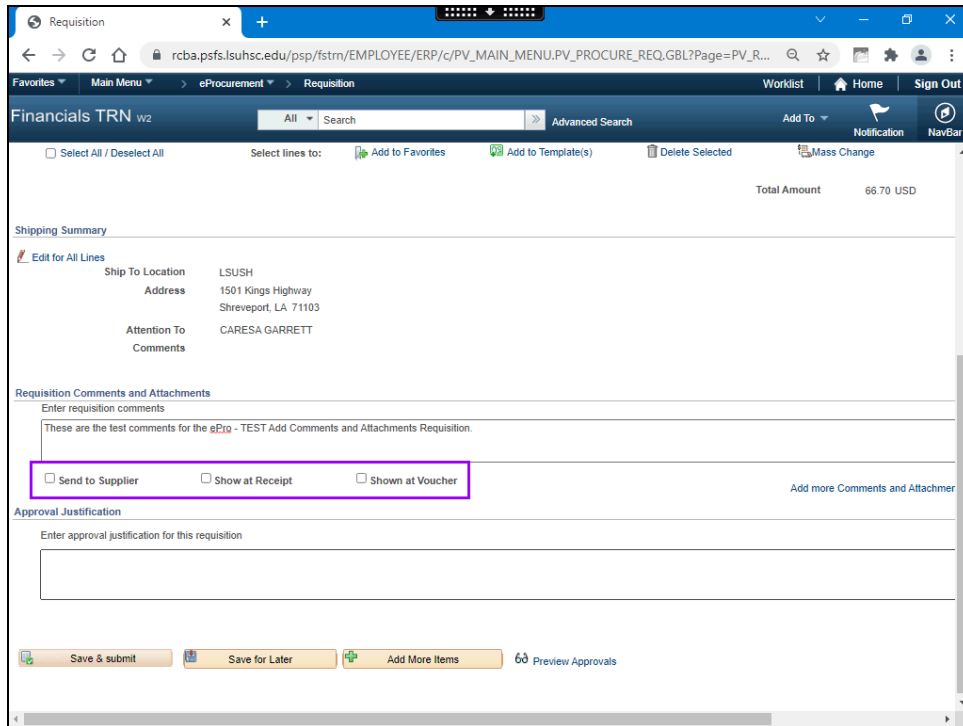 Requisition
rcba.psfs.lsuhsc.edu/psp/fstrn/EMPLOYEE/ERP/c/PV_MAIN_MENU.PV_PROCURE_REQ.GBL?Page=PV_R...
Favorites Main Menu > eProcurement > Requisition Worklist Home Sign Out
Financials TRN W2 All Search Advanced Search Add To Notification NavBar
Select All / Deselect All Select lines to: Add to Favorites Add to Template(s) Delete Selected Mass Change
Total Amount 66.70 USD
Shipping Summary
Edit for All Lines
Ship To Location LSUSH
Address 1501 Kings Highway
Shreveport, LA 71103
Attention To CARESA GARRETT
Comments
Requisition Comments and Attachments
Enter requisition comments
These are the test comments for the ePro - TEST Add Comments and Attachments Requisition.
Send to Supplier Show at Receipt Shown at Voucher
Add more Comments and Attachmen
Approval Justification
Enter approval justification for this requisition
Save & submit Save for Later Add More Items Preview Approvals